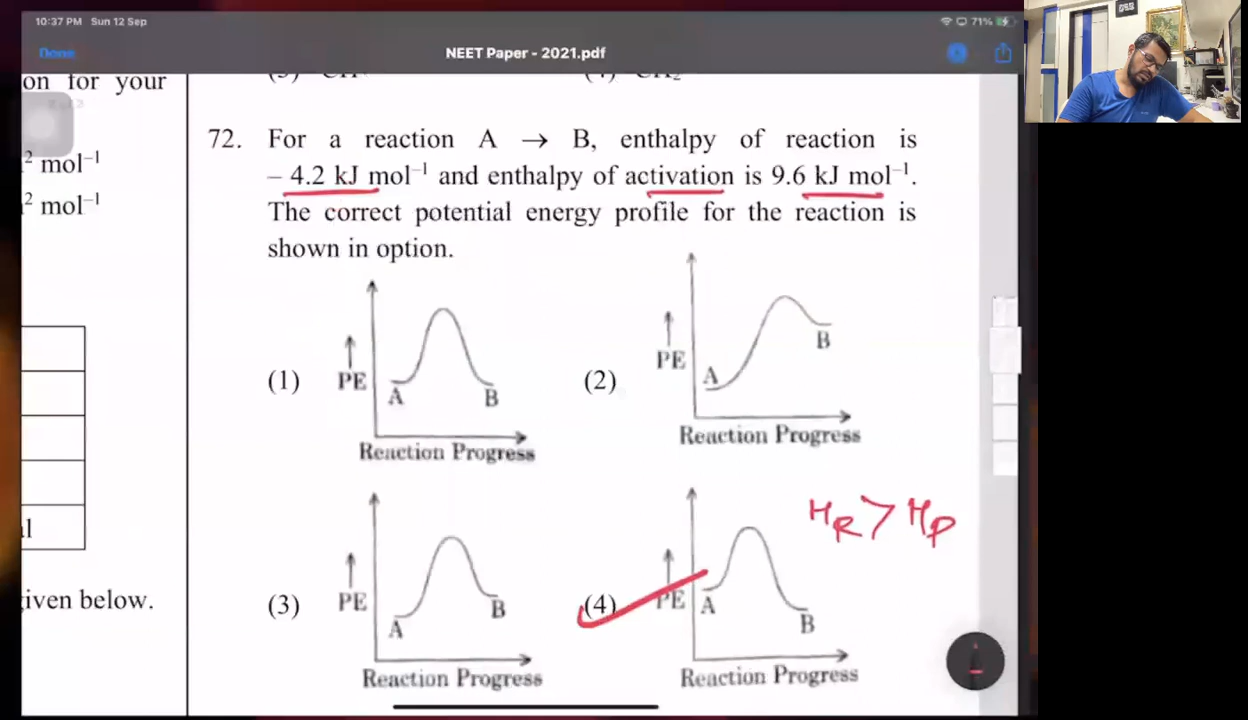 10:37 PM Sun 12 Sep
71%
Done
NEET Paper - 2021.pdf
on for your
² mol⁻¹
² mol⁻¹
iven below.
72. For a reaction A → B, enthalpy of reaction is
– 4.2 kJ mol⁻¹ and enthalpy of activation is 9.6 kJ mol⁻¹.
The correct potential energy profile for the reaction is
shown in option.
(1) ↑ PE A B
Reaction Progress
(2) ↑ PE A B
Reaction Progress
(3) ↑ PE A B
Reaction Progress
(4) ↑ PE A B
Reaction Progress
H_R > H_P